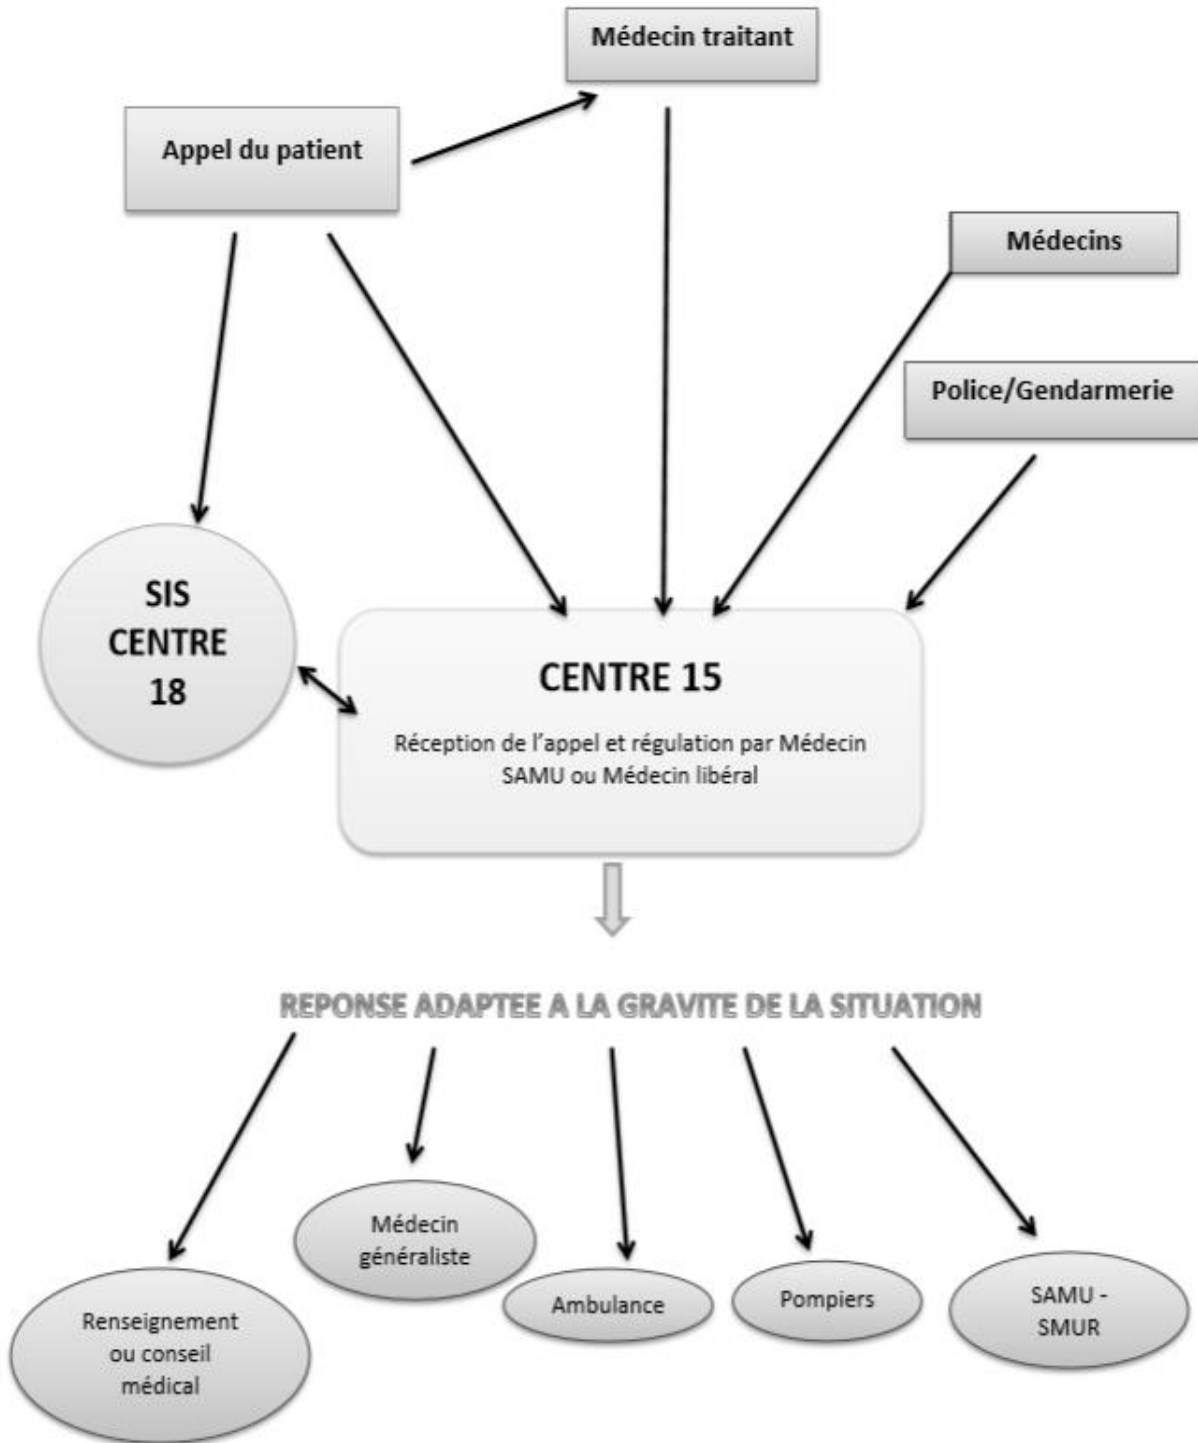 Médecin traitant
Appel du patient
Médecins
Police/Gendarmerie
SIS
CENTRE
18
CENTRE 15
Réception de l'appel et régulation par Médecin
SAMU ou Médecin libéral
REPONSE ADAPTEE A LA GRAVITE DE LA SITUATION
Médecin
généraliste
Renseignement
ou conseil
médical
Ambulance
Pompiers
SAMU -
SMUR